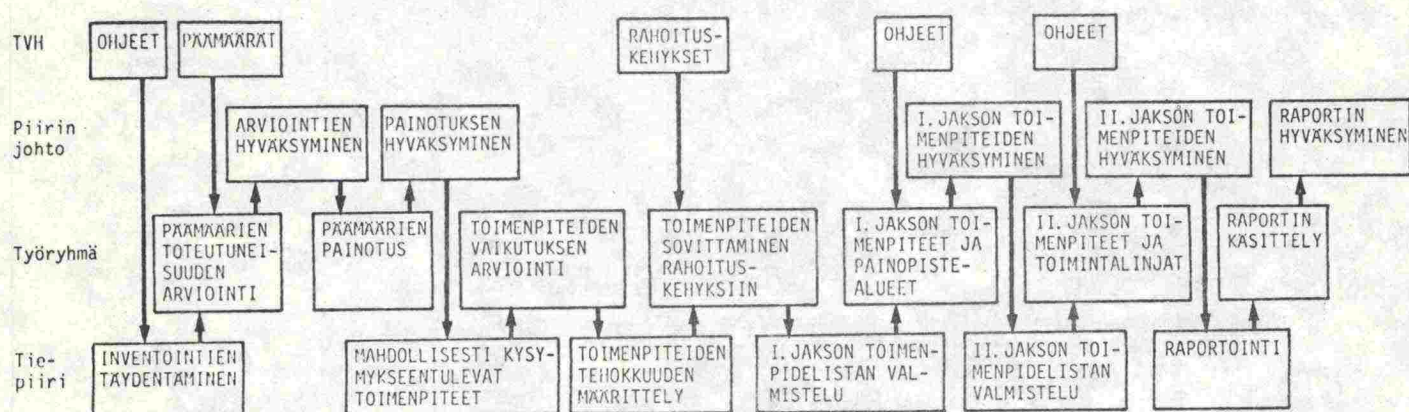 TVH
OHJEET
PÄÄMÄÄRÄT
RAHOITUS-
KEHYKSET
OHJEET
OHJEET
Piirin
johto
ARVIOINTIEN
HYVÄKSYMINEN
PAINOTUKSEN
HYVÄKSYMINEN
I.JAKSON TOI-
MENPITEIDEN
HYVÄKSYMINEN
II.JAKSON TOI-
MENPITEIDEN
HYVÄKSYMINEN
RAPORTIN
HYVÄKSYMINEN
Työryhmä
PÄÄMÄÄRIEN
TOTEUTUNEI-
SUUDEN
ARVIOINTI
PÄÄMÄÄRIEN
PAINOTUS
TOIMENPITEIDEN
VAIKUTUKSEN
ARVIOINTI
TOIMENPITEIDEN
SOVITTAMINEN
RAHOITUS-
KEHYKSIIN
I.JAKSON TOI-
MENPITEET JA
PAINOPISTE-
ALUEET
II.JAKSON TOI-
MENPITEET JA
TOIMINTALINJAT
RAPORTIN
KÄSITTELY
Tie-
piiri
INVENTOINTIEN
TÄYDENTÄMINEN
MAHDOLLISESTI KYSY-
MYKSEENTULEVAT
TOIMENPITEET
TOIMENPITEIDEN
TEHOKKUUDEN
MÄÄRITTELY
I.JAKSON TOIMEN-
PIDELISTAN VAL-
MISTELU
II.JAKSON TOI-
MENPIDELISTAN
VALMISTELU
RAPORTOINTI